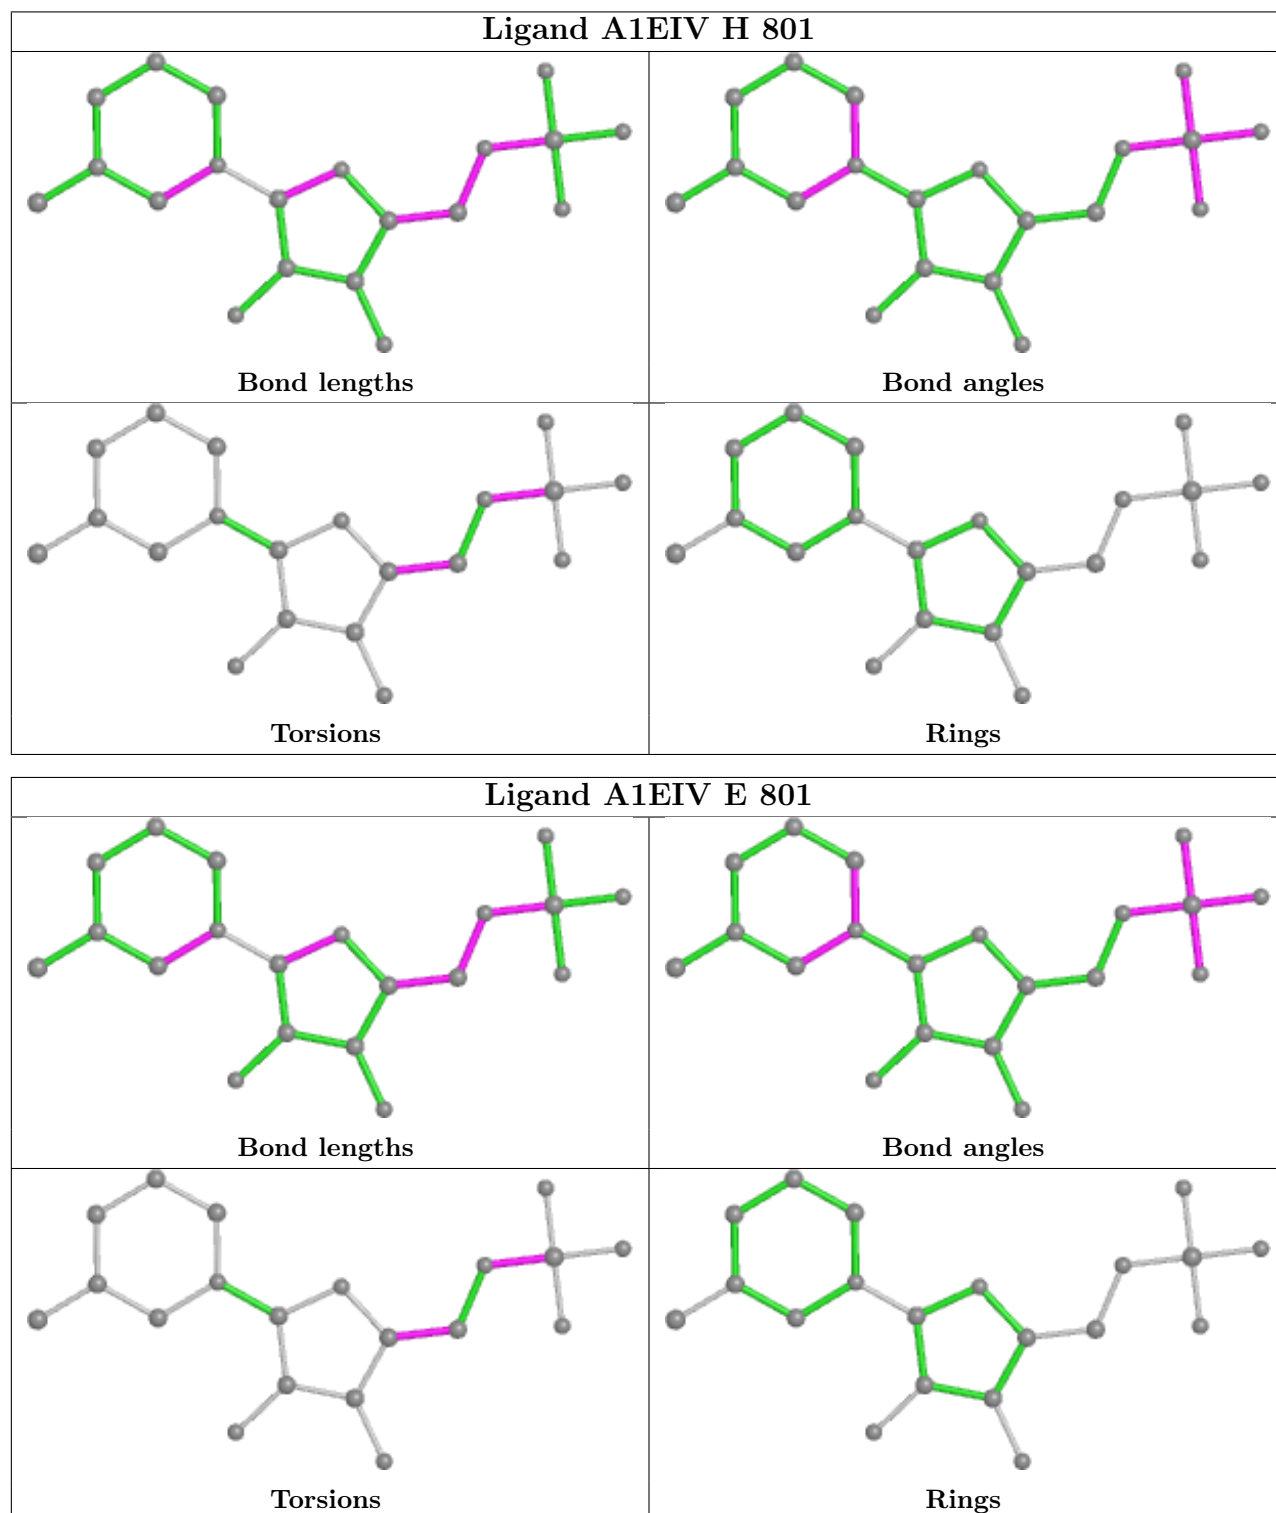 Ligand A1EIV H 801
Bond lengths
Bond angles
Torsions
Rings
Ligand A1EIV E 801
Bond lengths
Bond angles
Torsions
Rings